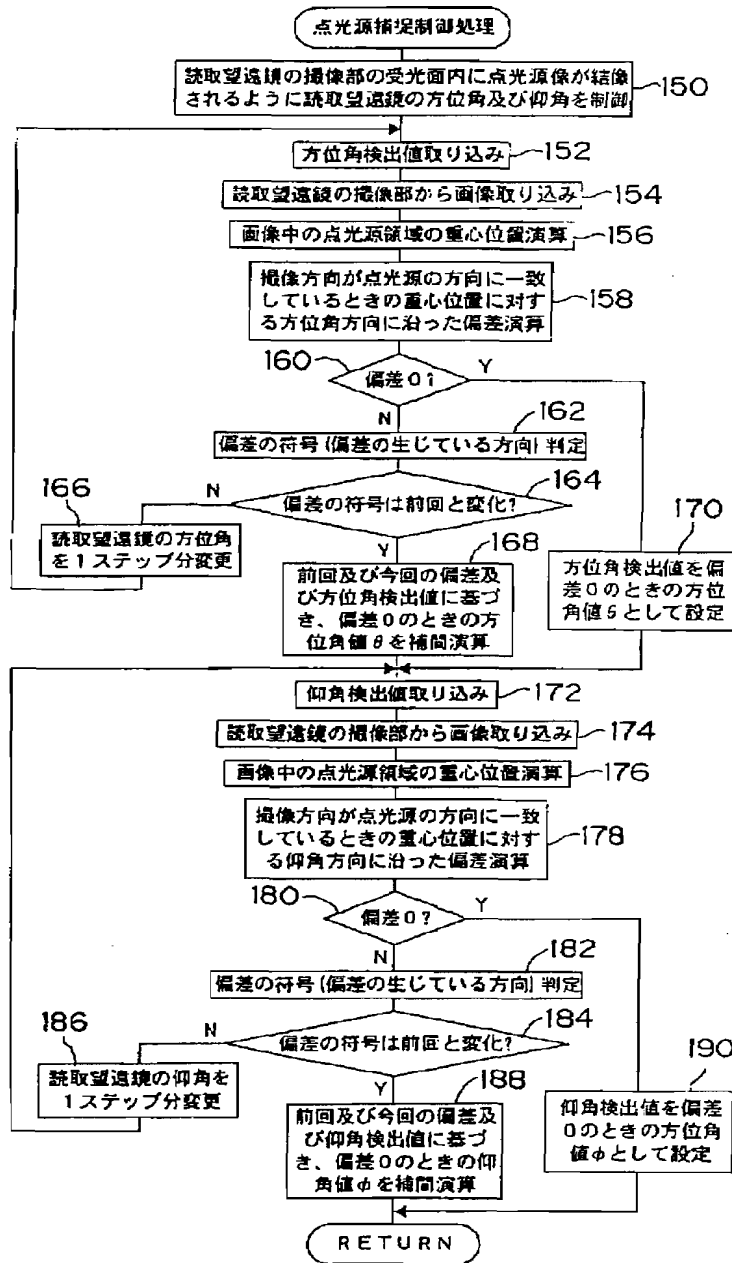 点光源捕捉制御処理
読取望遠鏡の撮像部の受光面内に点光源像が結像
されるように読取望遠鏡の方位角及び仰角を制御
150
方位角検出値取り込み
152
読取望遠鏡の撮像部から画像取り込み
154
画像中の点光源領域の重心位置演算
156
撮像方向が点光源の方向に一致
しているときの重心位置に対す
る方位角方向に沿った偏差演算
158
160
偏差0?
Y
N
162
偏差の符号(偏差の生じている方向)判定
164
偏差の符号は前回と変化?
N
Y
166
読取望遠鏡の方位角
を1ステップ分変更
168
前回及び今回の偏差及
び方位角検出値に基づ
き、偏差0のときの方
位角値θを補間演算
170
方位角検出値を偏
差0のときの方位
角値θとして設定
仰角検出値取り込み
172
読取望遠鏡の撮像部から画像取り込み
174
画像中の点光源領域の重心位置演算
176
撮像方向が点光源の方向に一致
しているときの重心位置に対す
る仰角方向に沿った偏差演算
178
180
偏差0?
Y
N
182
偏差の符号(偏差の生じている方向)判定
184
偏差の符号は前回と変化?
N
Y
186
読取望遠鏡の仰角を
1ステップ分変更
188
前回及び今回の偏差及
び仰角検出値に基づ
き、偏差0のときの仰
角値φを補間演算
190
仰角検出値を偏差
0のときの方位角
値φとして設定
RETURN